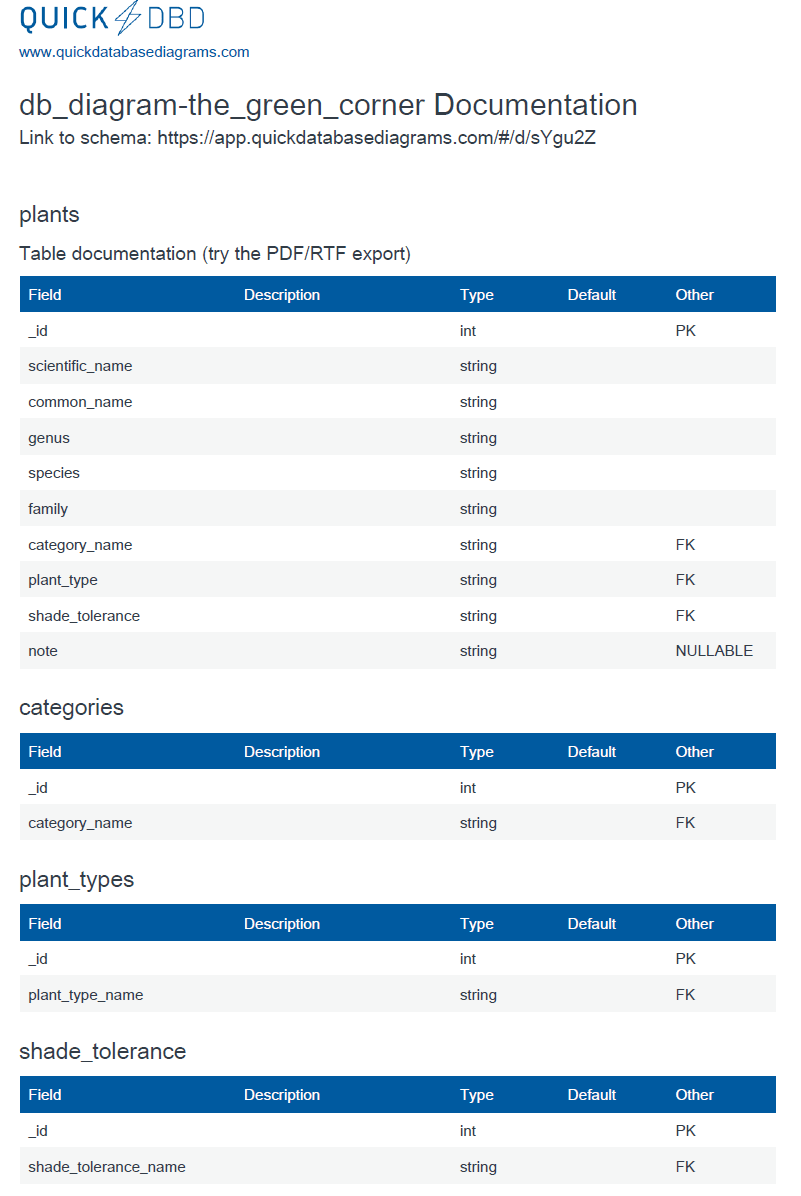 QUICK DBD
www.quickdatabasediagrams.com
db_diagram-the_green_corner Documentation
Link to schema: https://app.quickdatabasediagrams.com/#/d/sYgu2Z
plants
Table documentation (try the PDF/RTF export)
Field Description Type Default Other
_id int PK
scientific_name string
common_name string
genus string
species string
family string
category_name string FK
plant_type string FK
shade_tolerance string FK
note string NULLABLE
categories
Field Description Type Default Other
_id int PK
category_name string FK
plant_types
Field Description Type Default Other
_id int PK
plant_type_name string FK
shade_tolerance
Field Description Type Default Other
_id int PK
shade_tolerance_name string FK